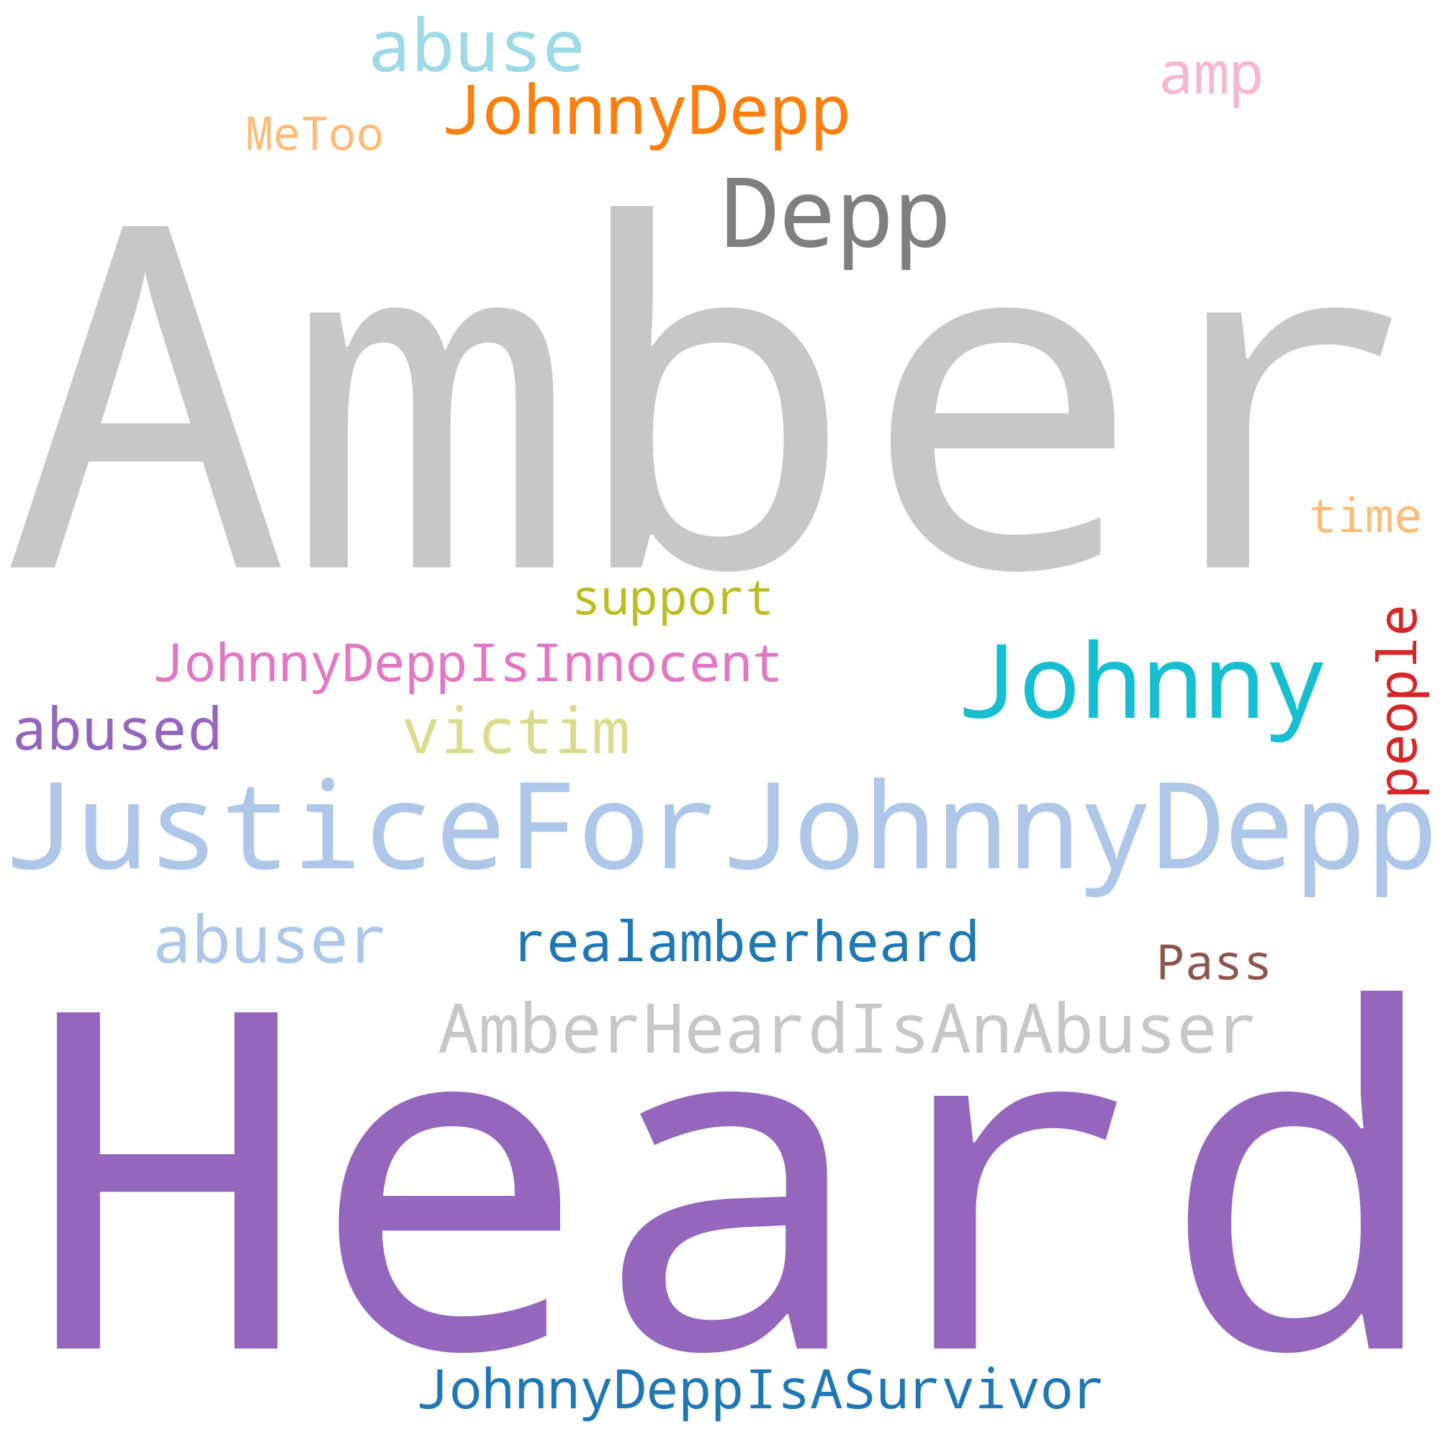 abuse
amp
JohnnyDepp
MeToo
Depp
Amber
time
support
people
JohnnyDeppIsInnocent
Johnny
abused
victim
JusticeForJohnnyDepp
abuser
realamberheard
Pass
AmberHeardIsAnAbuser
Heard
JohnnyDeppIsASurvivor